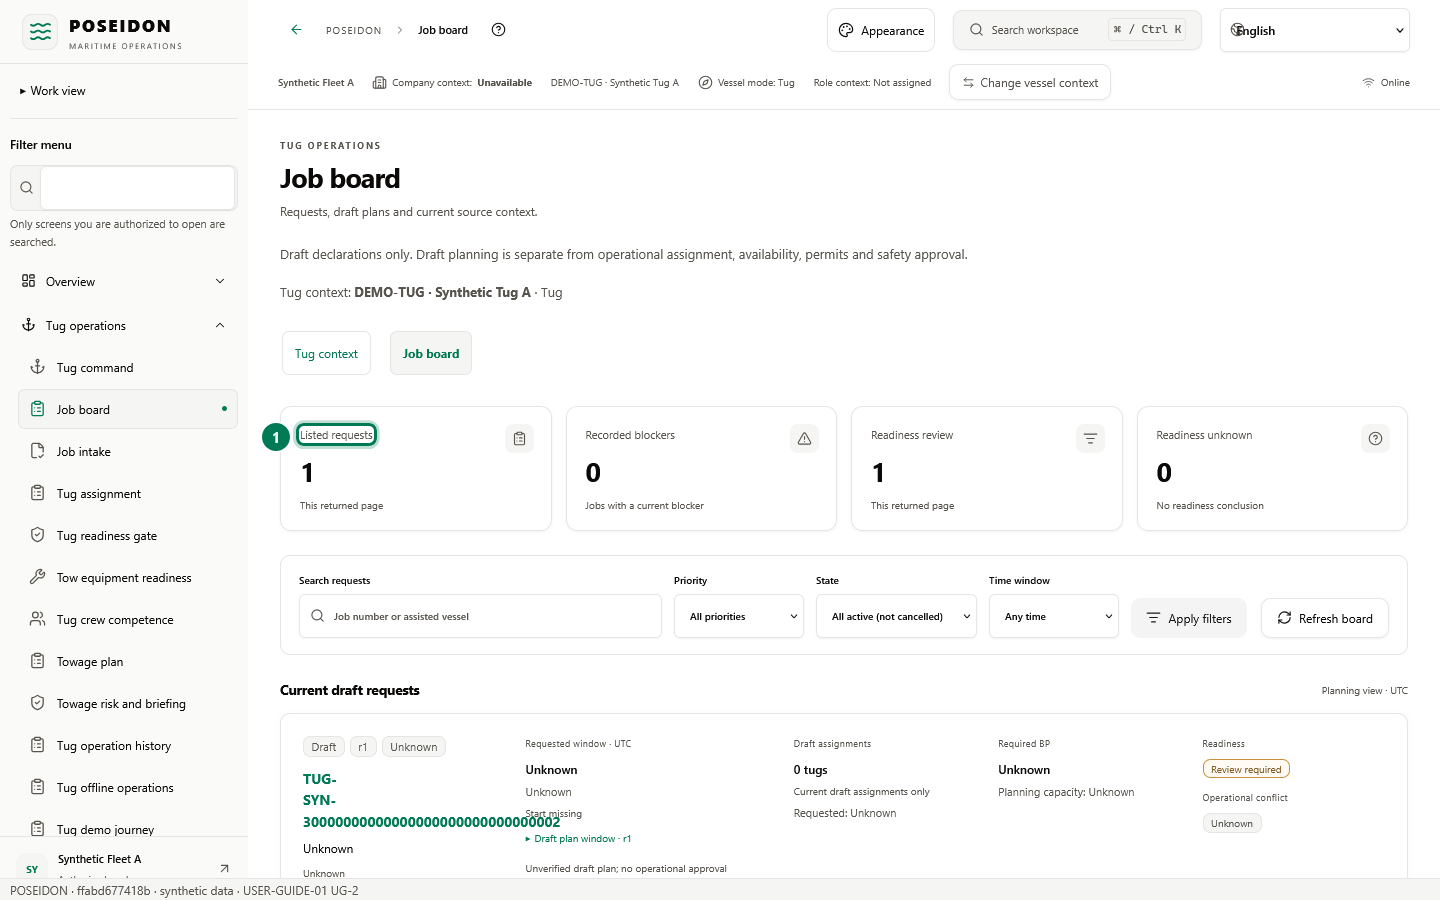 POSEIDON
MARITIME OPERATIONS
Work view
Filter menu
Only screens you are authorized to open are
searched.
Overview
Tug operations
Tug command
Job board
Job intake
Tug assignment
Tug readiness gate
Tow equipment readiness
Tug crew competence
Towage plan
Towage risk and briefing
Tug operation history
Tug offline operations
Tug demo journey
SY
Synthetic Fleet A
POSEIDON
Job board
Appearance
Search workspace
⌘ / Ctrl K
English
Synthetic Fleet A
Company context: Unavailable
DEMO-TUG · Synthetic Tug A
Vessel mode: Tug
Role context: Not assigned
Change vessel context
Online
TUG OPERATIONS
Job board
Requests, draft plans and current source context.
Draft declarations only. Draft planning is separate from operational assignment, availability, permits and safety approval.
Tug context: DEMO-TUG · Synthetic Tug A · Tug
Tug context
Job board
1
Listed requests
1
This returned page
Recorded blockers
0
Jobs with a current blocker
Readiness review
1
This returned page
Readiness unknown
0
No readiness conclusion
Search requests
Job number or assisted vessel
Priority
All priorities
State
All active (not cancelled)
Time window
Any time
Apply filters
Refresh board
Current draft requests
Planning view · UTC
Draft
r1
Unknown
TUG-
SYN-
Unknown
Unknown
Requested window · UTC
Unknown
Unknown
Start missing
Draft plan window · r1
Unverified draft plan; no operational approval
Draft assignments
0 tugs
Current draft assignments only
Requested: Unknown
Required BP
Unknown
Planning capacity: Unknown
Readiness
Review required
Operational conflict
Unknown
POSEIDON · ffabd677418b · synthetic data · USER-GUIDE-01 UG-2